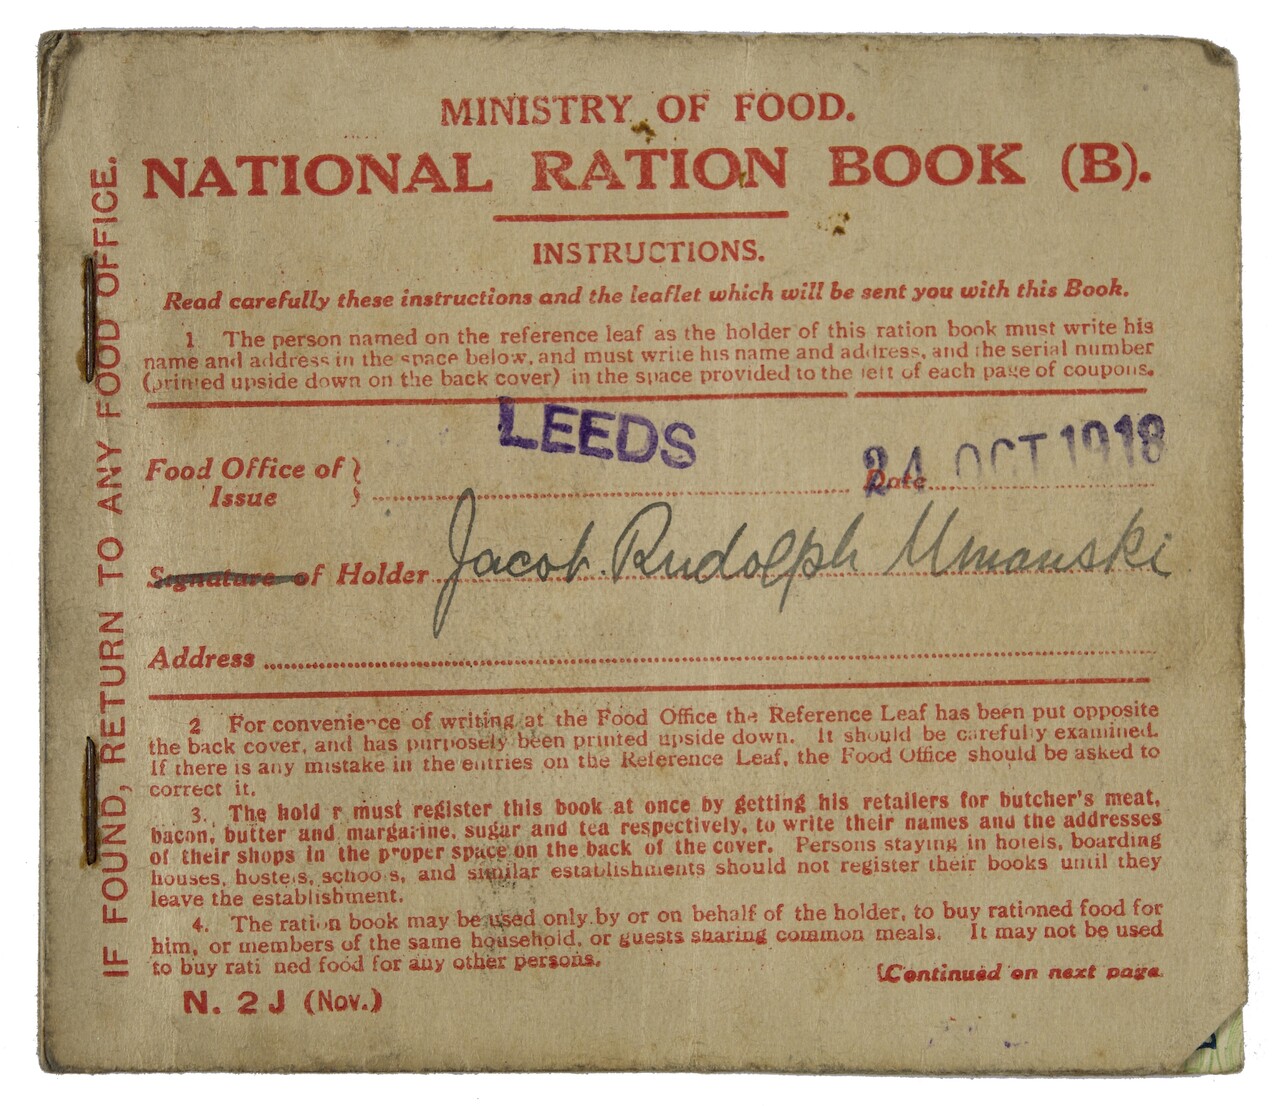 MINISTRY OF FOOD.
NATIONAL RATION BOOK (B).
INSTRUCTIONS.
Read carefully these instructions and the leaflet which will be sent you with this Book.
1 The person named on the reference leaf as the holder of this ration book must write his
name and address in the space below, and must write his name and address, and the serial number
(printed upside down on the back cover) in the space provided to the left of each page of coupons.
LEEDS
24 OCT 1918
Food Office of Issue } Date
Signature of Holder Jacob. Rudolph Umanski
Address
2 For convenience of writing at the Food Office the Reference Leaf has been put opposite
the back cover, and has purposely been printed upside down. It should be carefully examined.
If there is any mistake in the entries on the Reference Leaf, the Food Office should be asked to
correct it.
3. The hold r must register this book at once by getting his retailers for butcher's meat,
bacon, butter and margarine, sugar and tea respectively, to write their names and the addresses
of their shops in the proper space on the back of the cover. Persons staying in hotels, boarding
houses, hostels, schools, and similar establishments should not register their books until they
leave the establishment.
4. The ration book may be used only by or on behalf of the holder, to buy rationed food for
him, or members of the same household, or guests sharing common meals. It may not be used
to buy rati ned food for any other persons.
(Continued on next page.
N. 2 J (Nov.)
IF FOUND, RETURN TO ANY FOOD OFFICE.